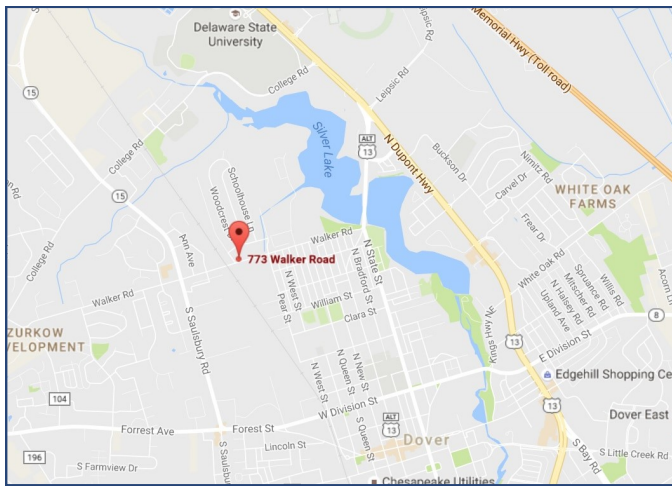 Delaware State
University
College Rd
Leipsic Rd
Memorial Hwy (Toll road)
15
ALT
13
N Dupont Hwy
Silver Lake
College Rd
Buckson Dr
Nimitz Rd
Carvel Dr
WHITE OAK
FARMS
Schoolhouse Ln
15
Frear Dr
Walker Rd
N State St
773 Walker Road
Ann Ave
College Rd
N Bradford St
N West St
Pear St
White Oak Rd
Spruance Rd
Mitscher Rd
N Halsey Rd
Upland Ave
Willis Rd
Acorn
Walker Rd
William St
Clara St
S Saulsbury Rd
Kings Hwy
8
ZURKOW
VELOPMENT
13
E Division St
N New St
N Queen St
N West St
Edgehill Shopping Ce
104
W Division St
13
Dover East
Forrest Ave
Forest St
ALT
13
S Queen St
Lincoln St
Dover
S Bay Rd
196
S Farmview Dr
S Saulsbu
S Little Creek Rd
Chesapeake Utilities